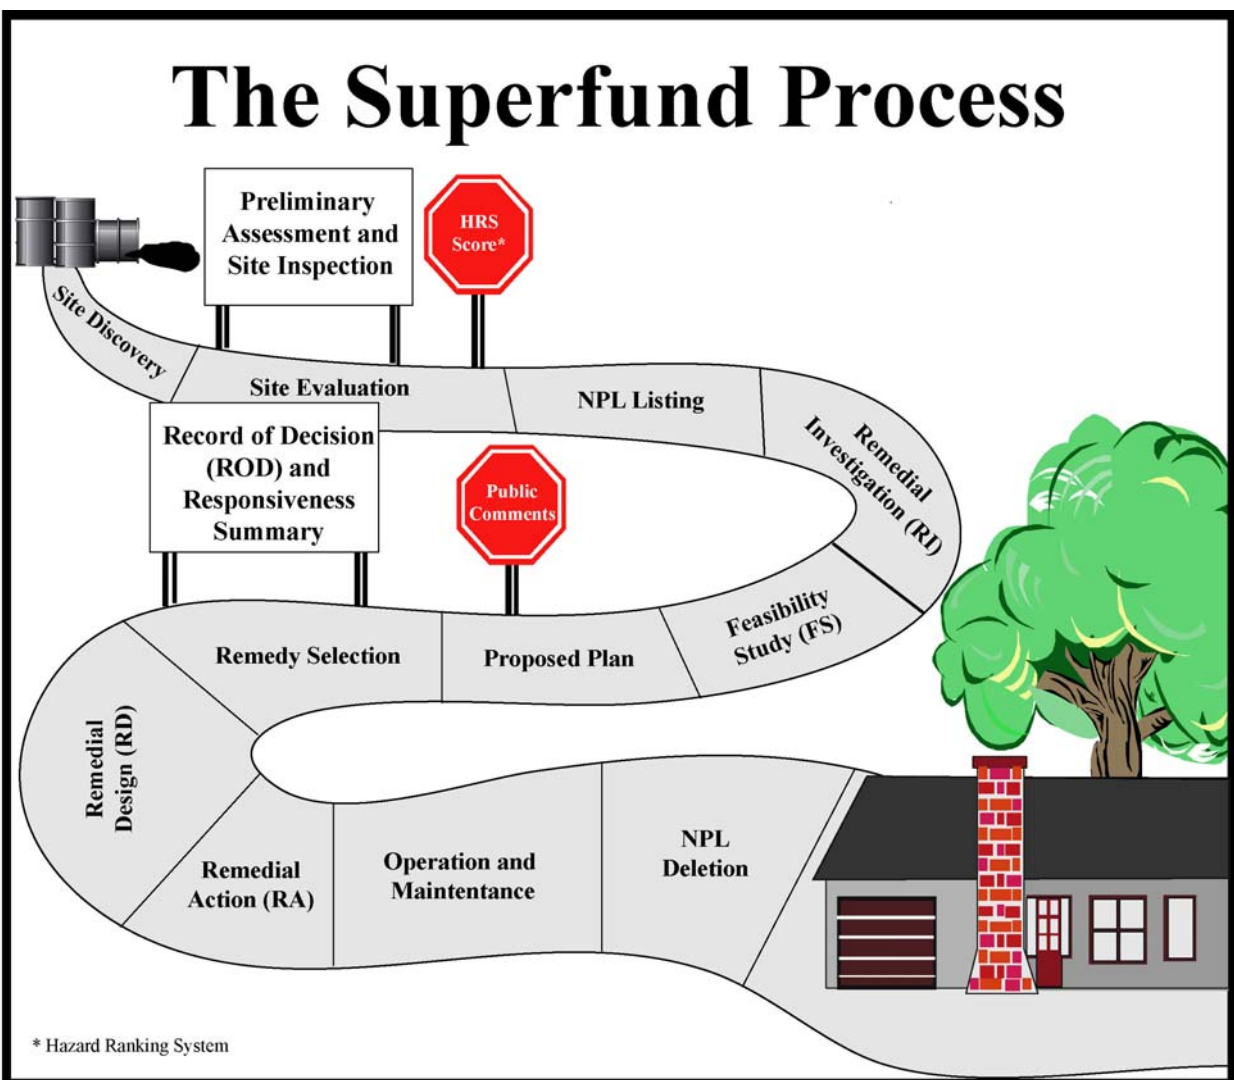 The Superfund Process
Preliminary
Assessment and
Site Inspection
HRS
Score*
Site Discovery
Site Evaluation
NPL Listing
Remedial
Investigation (RI)
Record of Decision
(ROD) and
Responsiveness
Summary
Public
Comments
Feasibility
Study (FS)
Proposed Plan
Remedy Selection
Remedial
Design (RD)
Remedial
Action (RA)
Operation and
Maintentance
NPL
Deletion
* Hazard Ranking System